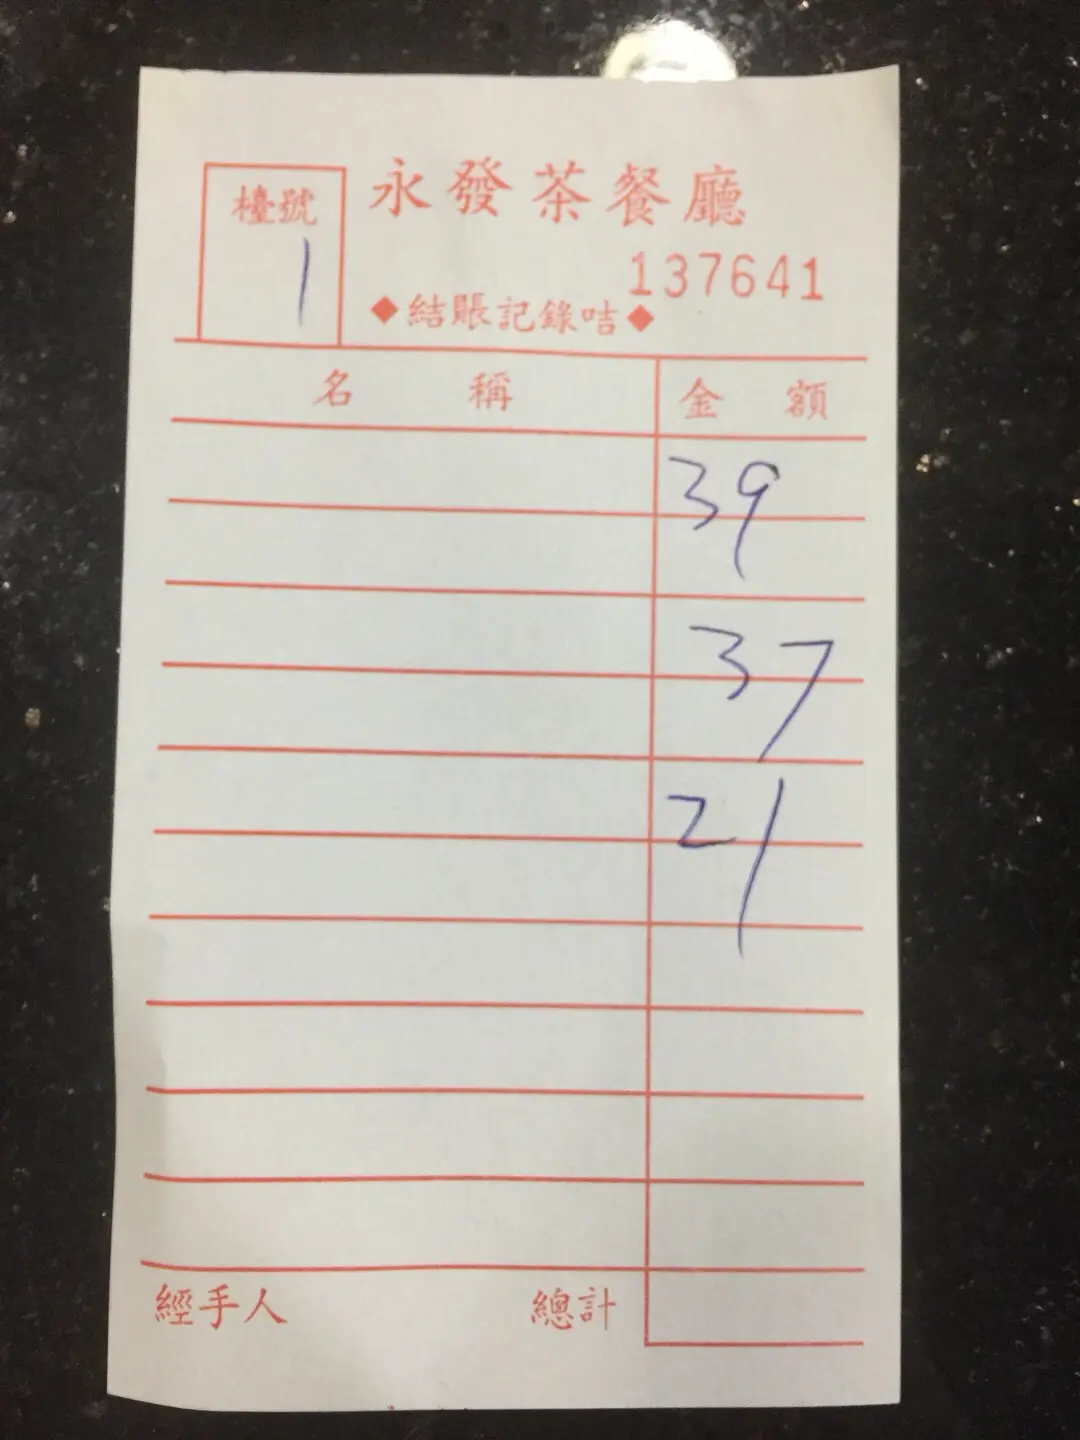 檯號
1
永發茶餐廳
137641
◆結賬記錄咭◆
名 稱 金 額
39
37
21
經手人 總計